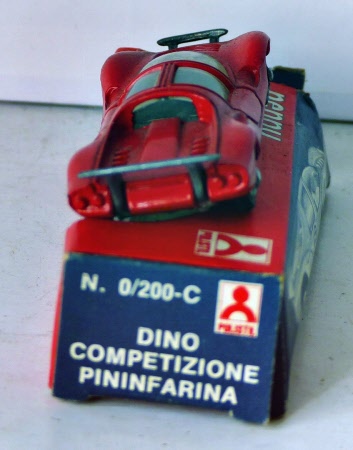 N. 0/200-C
POLISTIL
DINO
COMPETIZIONE
PININFARINA